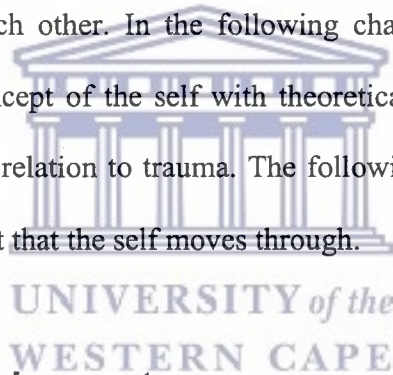 ch other. In the following cha
cept of the self with theoretica
relation to trauma. The followi
t that the self moves through.
UNIVERSITY of the
WESTERN CAPE